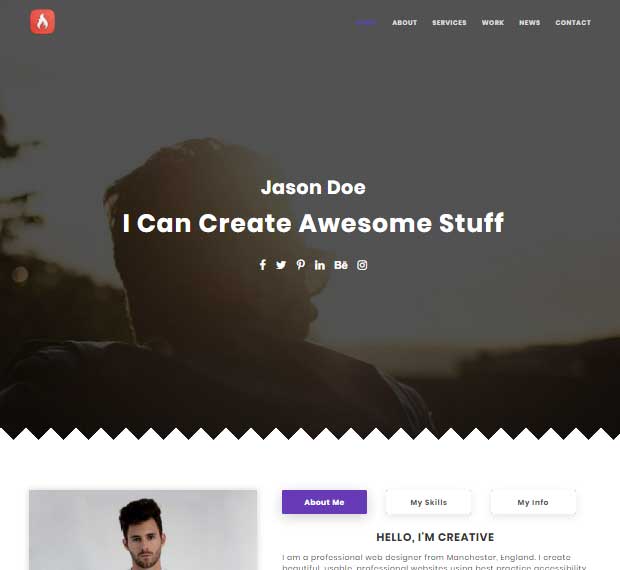 HOME ABOUT SERVICES WORK NEWS CONTACT
Jason Doe
I Can Create Awesome Stuff
Bē
About Me My Skills My Info
HELLO, I'M CREATIVE
I am a professional web designer from Manchester, England. I create
beautiful, usable, professional websites using best practice accessibility,